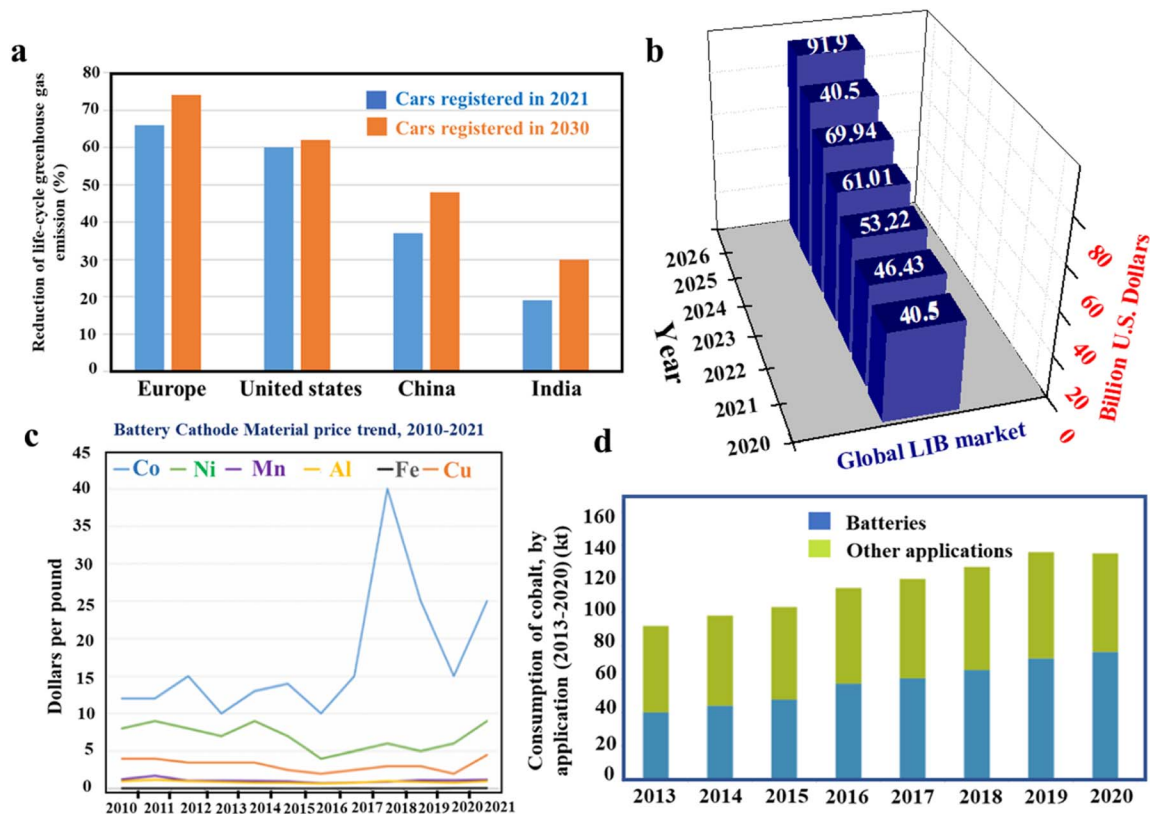 a
Reduction of life-cycle greenhouse gas
emission (%)
80
70
60
50
40
30
20
10
0
Cars registered in 2021
Cars registered in 2030
Europe
United states
China
India
b
91.9
40.5
69.94
61.01
53.22
46.43
40.5
2026
2025
2024
2023
2022
2021
2020
Year
Global LIB market
80
60
40
20
0
Billion U.S. Dollars
c
Battery Cathode Material price trend, 2010-2021
Co Ni Mn Al Fe Cu
Dollars per pound
45
40
35
30
25
20
15
10
5
0
2010 2011 2012 2013 2014 2015 2016 2017 2018 2019 2020 2021
d
Consumption of cobalt, by
application (2013-2020) (kt)
160
140
120
100
80
60
40
20
0
Batteries
Other applications
2013 2014 2015 2016 2017 2018 2019 2020